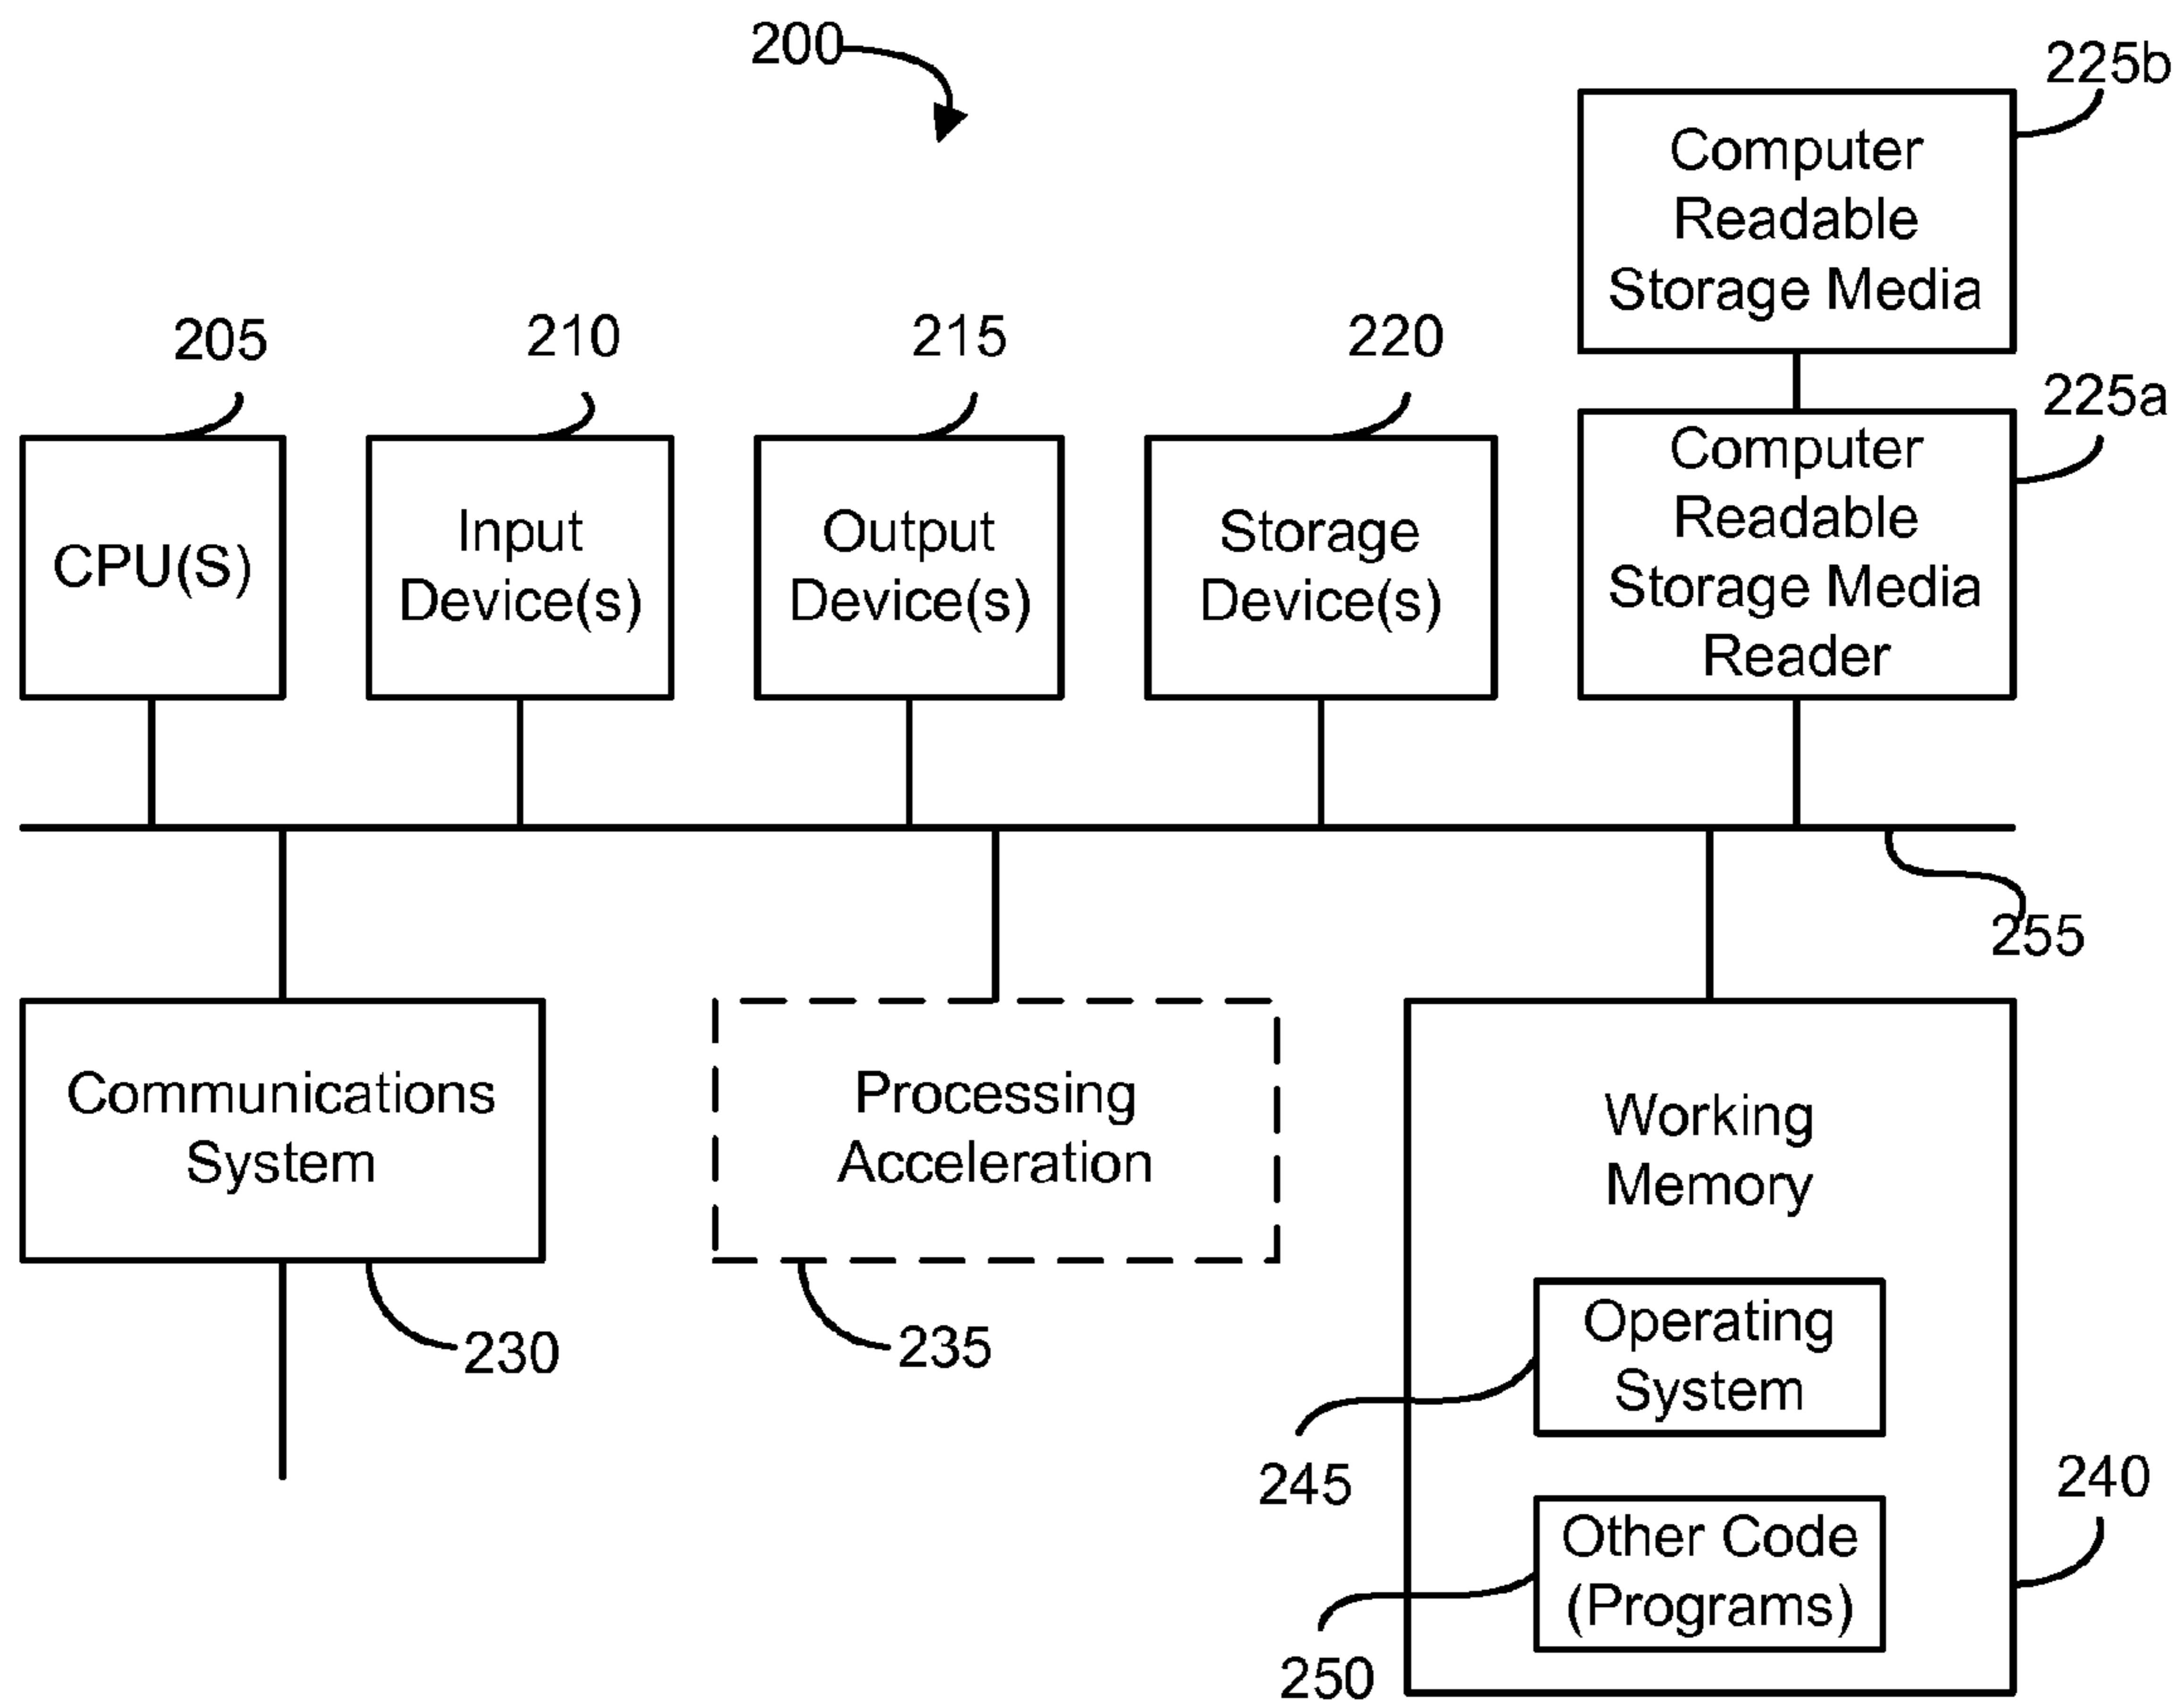 200
225b
Computer
Readable
Storage Media
205
210
215
220
225a
CPU(S)
Input
Device(s)
Output
Device(s)
Storage
Device(s)
Computer
Readable
Storage Media
Reader
255
Communications
System
Processing
Acceleration
Working
Memory
230
235
Operating
System
245
240
Other Code
(Programs)
250